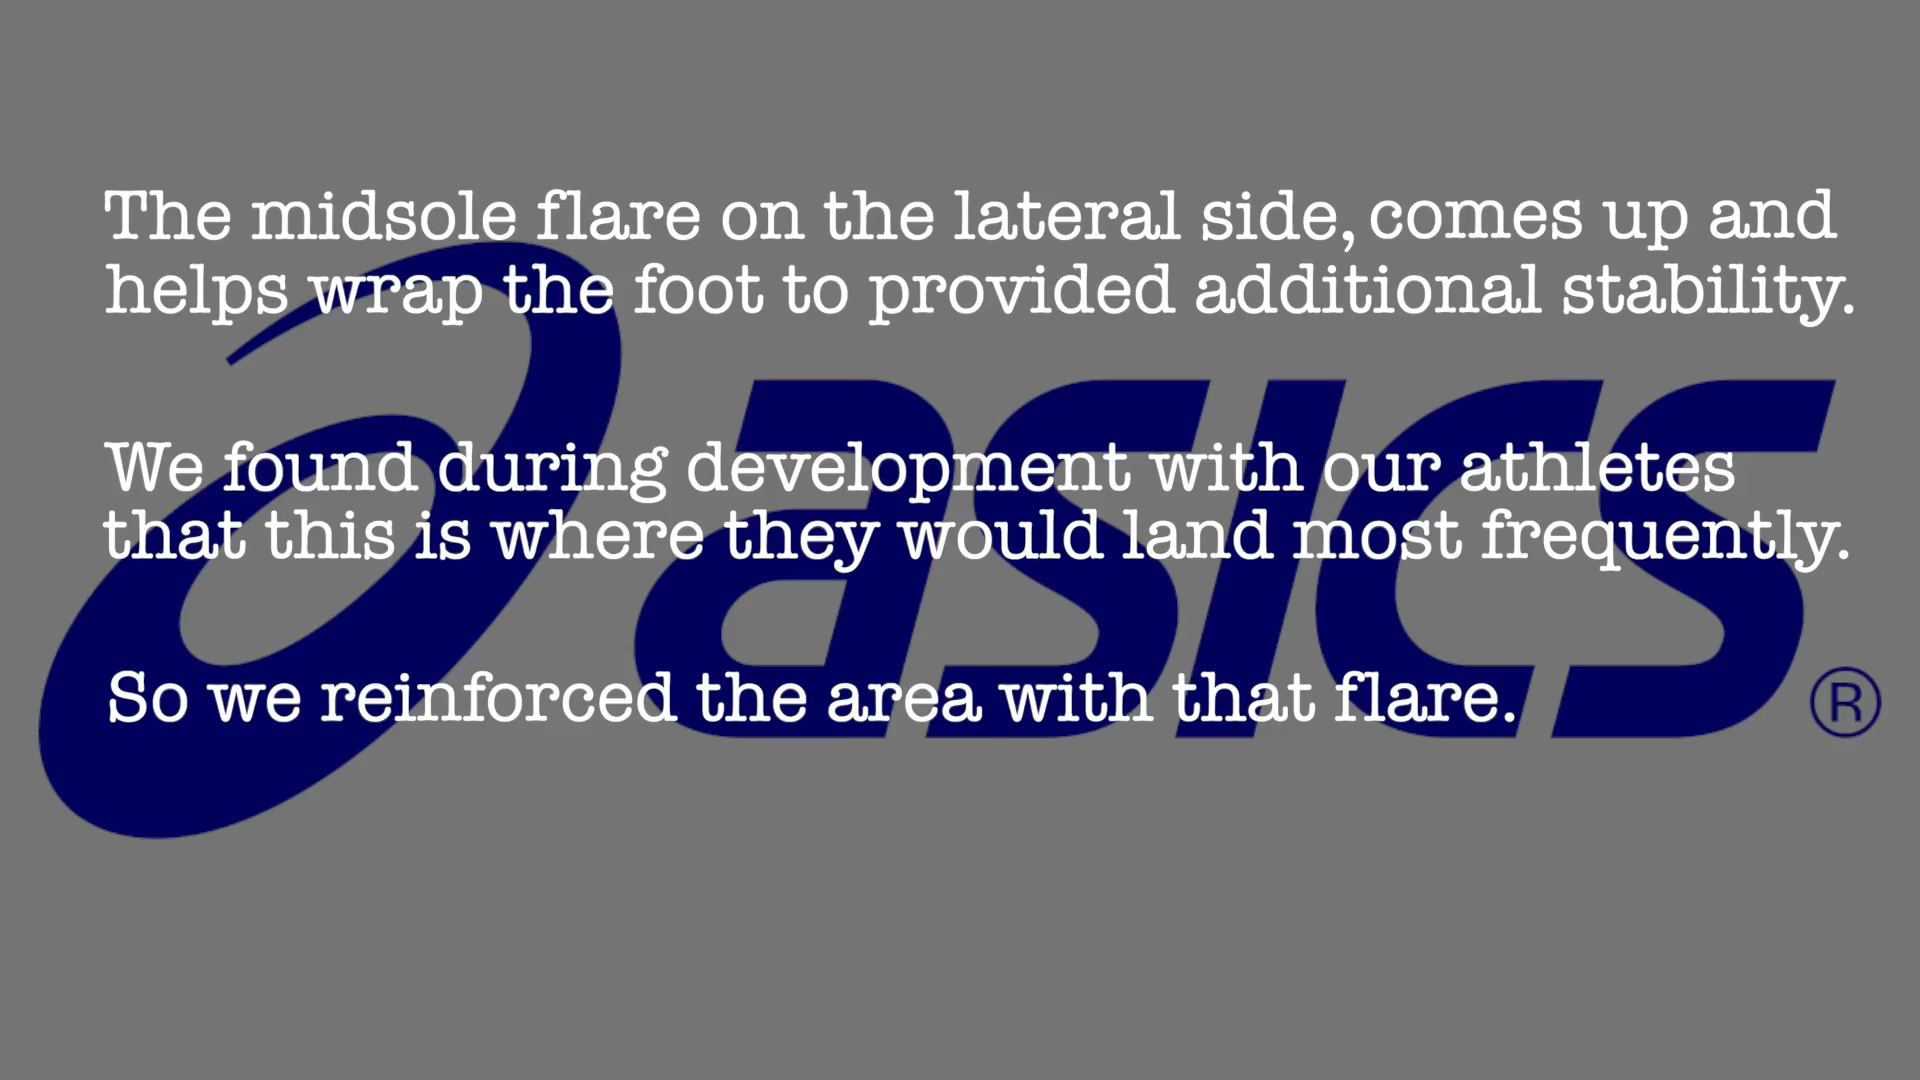 The midsole flare on the lateral side, comes up and
helps wrap the foot to provided additional stability.
asics®
We found during development with our athletes
that this is where they would land most frequently.
So we reinforced the area with that flare.